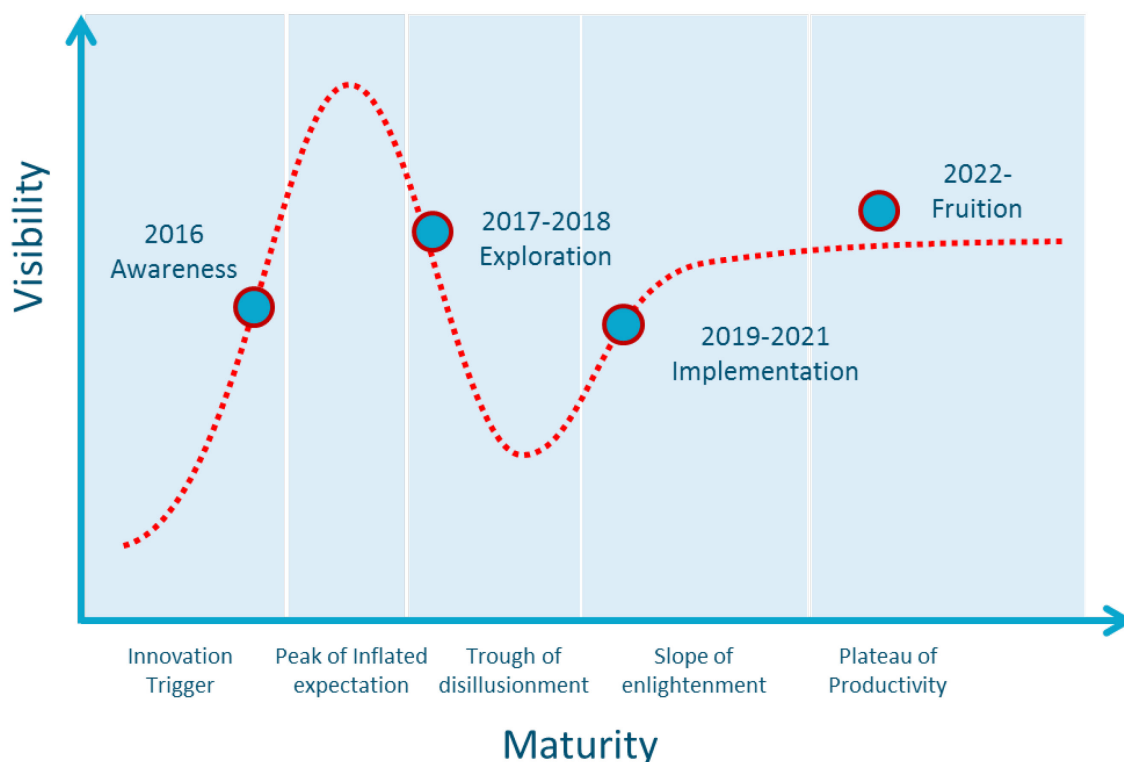 Visibility
2016
Awareness
2017-2018
Exploration
2019-2021
Implementation
2022-
Fruition
Innovation
Trigger
Peak of Inflated
expectation
Trough of
disillusionment
Slope of
enlightenment
Plateau of
Productivity
Maturity